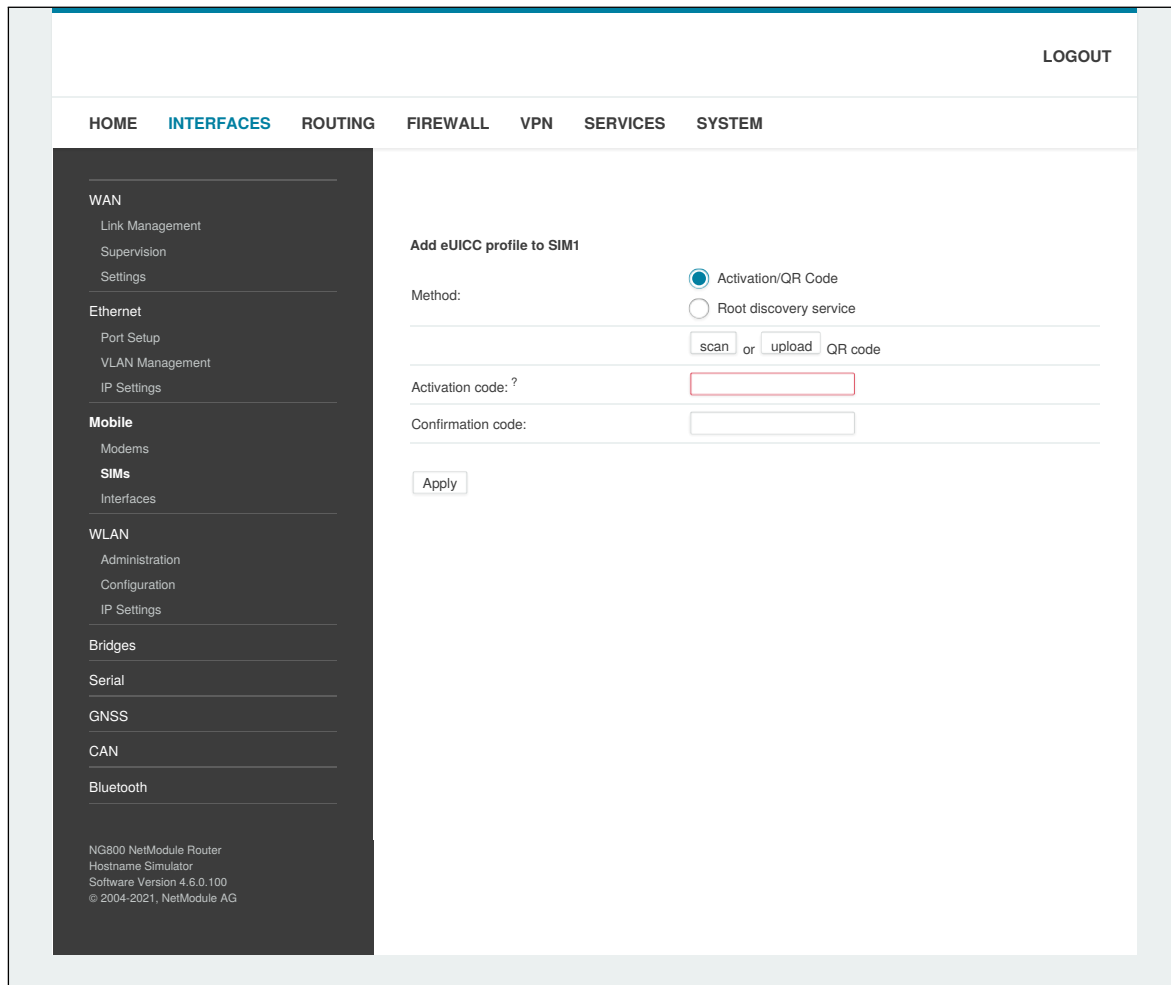 LOGOUT
HOME INTERFACES ROUTING FIREWALL VPN SERVICES SYSTEM
WAN
Link Management
Supervision
Settings
Ethernet
Port Setup
VLAN Management
IP Settings
Mobile
Modems
SIMs
Interfaces
WLAN
Administration
Configuration
IP Settings
Bridges
Serial
GNSS
CAN
Bluetooth
NG800 NetModule Router
Hostname Simulator
Software Version 4.6.0.100
© 2004-2021, NetModule AG
Add eUICC profile to SIM1
Method:
Activation/QR Code
Root discovery service
scan or upload QR code
Activation code: ?
Confirmation code:
Apply